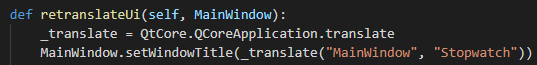 def retranslateUi(self, MainWindow):
    _translate = QtCore.QCoreApplication.translate
    MainWindow.setWindowTitle(_translate("MainWindow", "Stopwatch"))